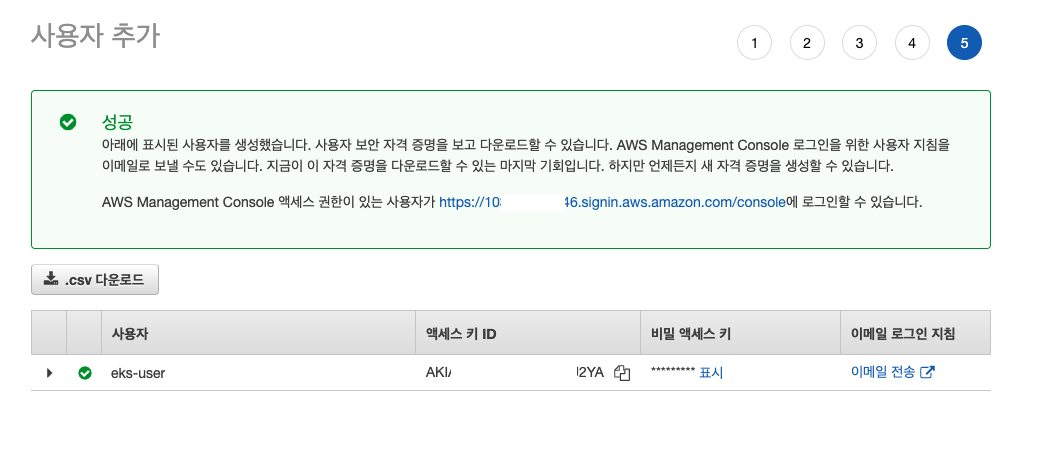 사용자 추가
1 2 3 4 5
성공
아래에 표시된 사용자를 생성했습니다. 사용자 보안 자격 증명을 보고 다운로드할 수 있습니다. AWS Management Console 로그인을 위한 사용자 지침을
이메일로 보낼 수도 있습니다. 지금이 이 자격 증명을 다운로드할 수 있는 마지막 기회입니다. 하지만 언제든지 새 자격 증명을 생성할 수 있습니다.
AWS Management Console 액세스 권한이 있는 사용자가 https://10 46.signin.aws.amazon.com/console에 로그인할 수 있습니다.
.csv 다운로드
사용자 액세스 키 ID 비밀 액세스 키 이메일 로그인 지침
eks-user AKI 2YA ********* 표시 이메일 전송